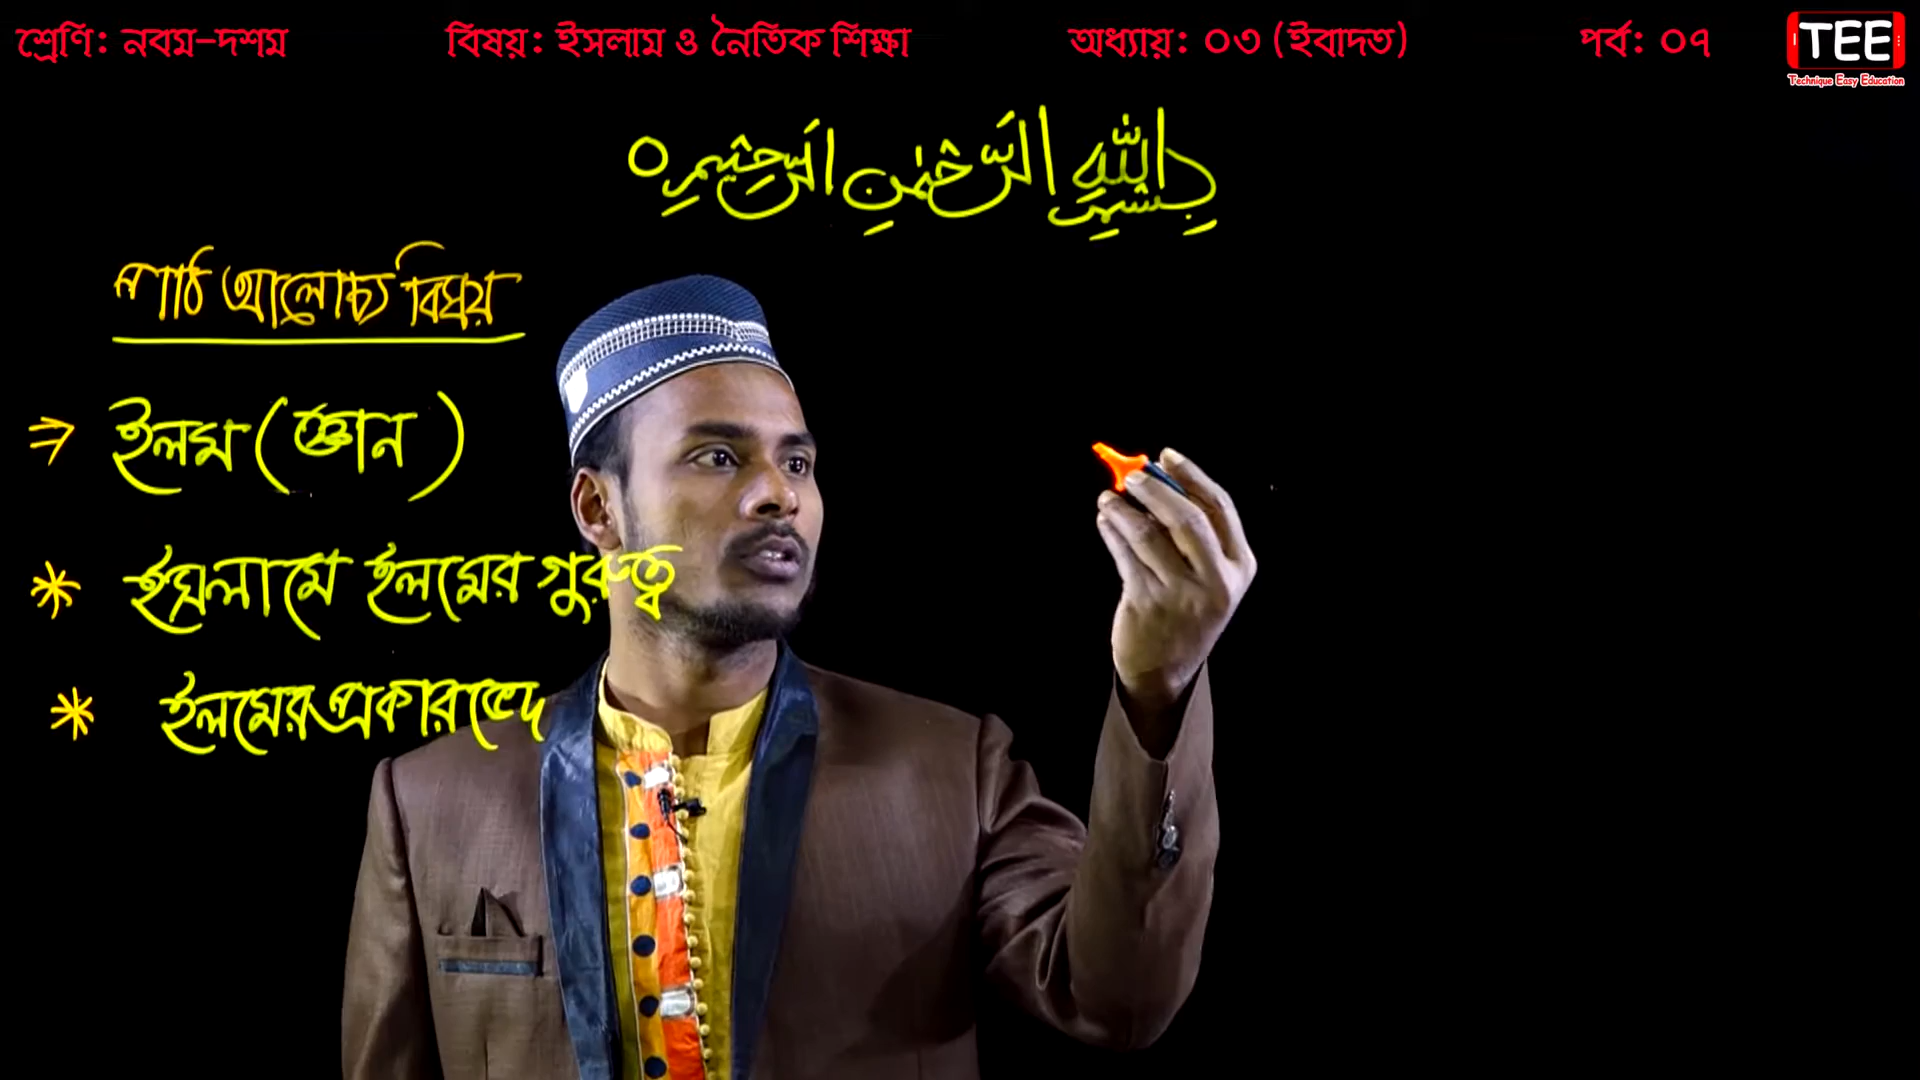 শ্রেণি: নবম-দশম বিষয়: ইসলাম ও নৈতিক শিক্ষা অধ্যায়: ০৩ (ইবাদত) পর্ব: ০৭
TEE
Technique Easy Education
بِسْمِ اللّٰهِ الرَّحْمٰنِ الرَّحِيْمِ ○
পাঠ আলোচ্য বিষয়
⇒ ইলম (জ্ঞান)
* ইসলামে ইলমের গুরুত্ব
* ইলমের প্রকারভেদ